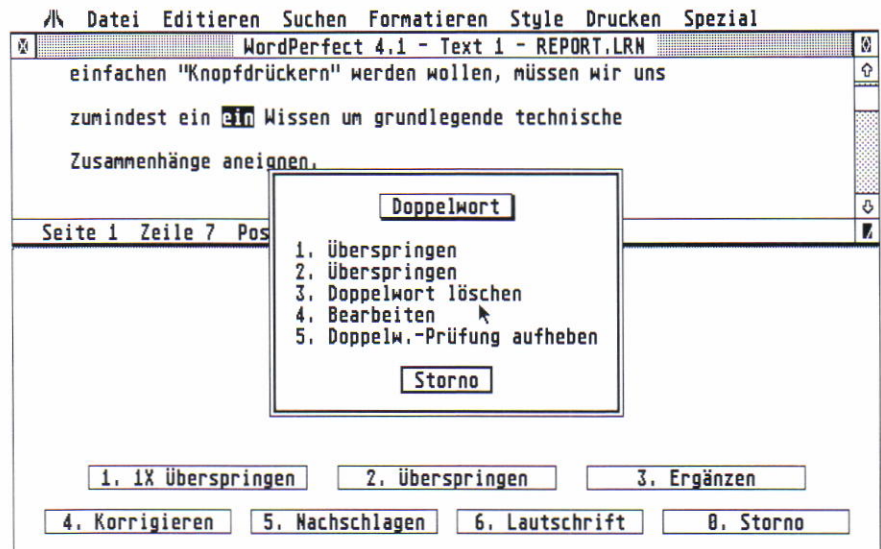 Datei Editieren Suchen Formatieren Style Drucken Spezial
WordPerfect 4.1 - Text 1 - REPORT.LRN
einfachen "Knopfdrückern" werden wollen, müssen wir uns
zumindest ein ein Wissen um grundlegende technische
Zusammenhänge aneignen.
Seite 1 Zeile 7 Pos
Doppelwort
1. Überspringen
2. Überspringen
3. Doppelwort löschen
4. Bearbeiten
5. Doppelw.-Prüfung aufheben
Storno
1. 1X Überspringen 2. Überspringen 3. Ergänzen
4. Korrigieren 5. Nachschlagen 6. Lautschrift 0. Storno